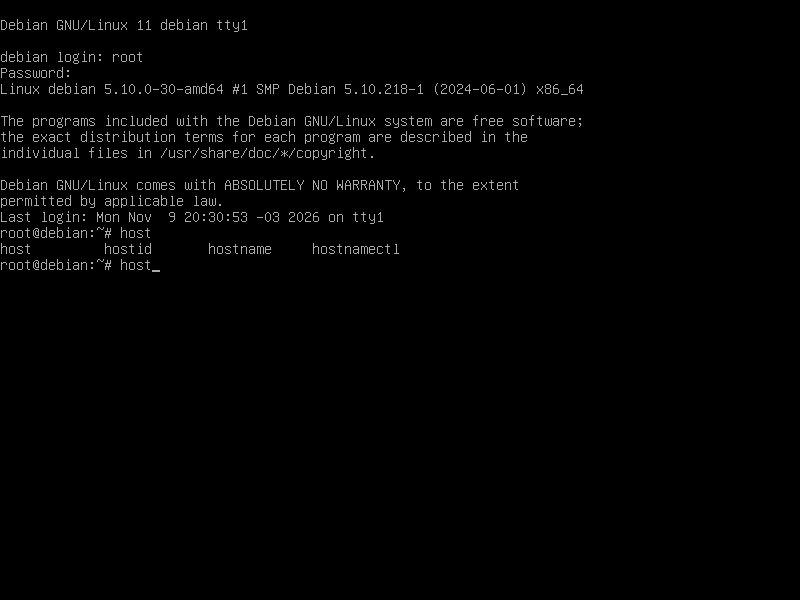 Debian GNU/Linux 11 debian tty1
debian login: root
Password:
Linux debian 5.10.0-30-amd64 #1 SMP Debian 5.10.218-1 (2024-06-01) x86_64
The programs included with the Debian GNU/Linux system are free software;
the exact distribution terms for each program are described in the
individual files in /usr/share/doc/*/copyright.
Debian GNU/Linux comes with ABSOLUTELY NO WARRANTY, to the extent
permitted by applicable law.
Last login: Mon Nov  9 20:30:53 -03 2026 on tty1
root@debian:~# host
host         hostid       hostname     hostnamectl
root@debian:~# host_